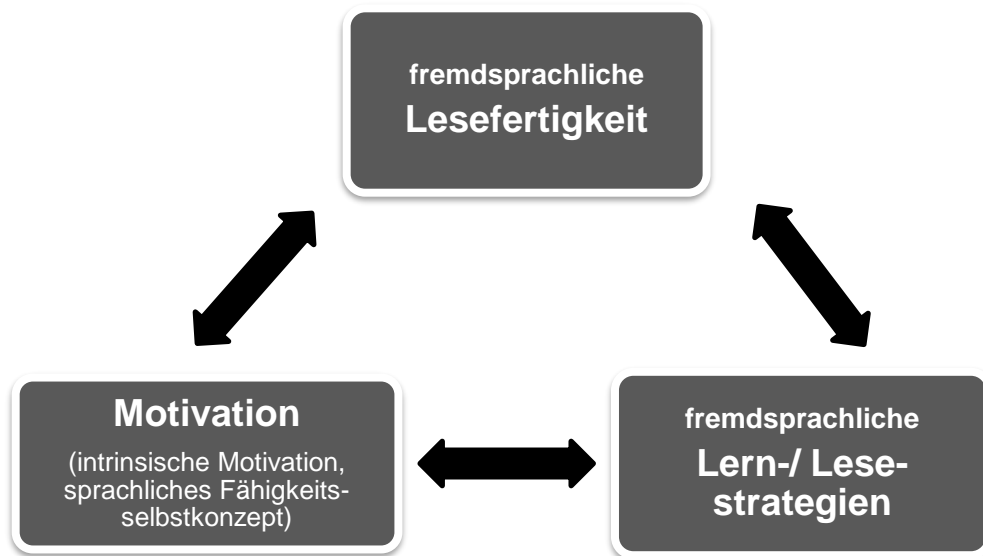 fremdsprachliche
Lesefertigkeit
Motivation
(intrinsische Motivation,
sprachliches Fähigkeits-
selbstkonzept)
fremdsprachliche
Lern-/ Lese-
strategien